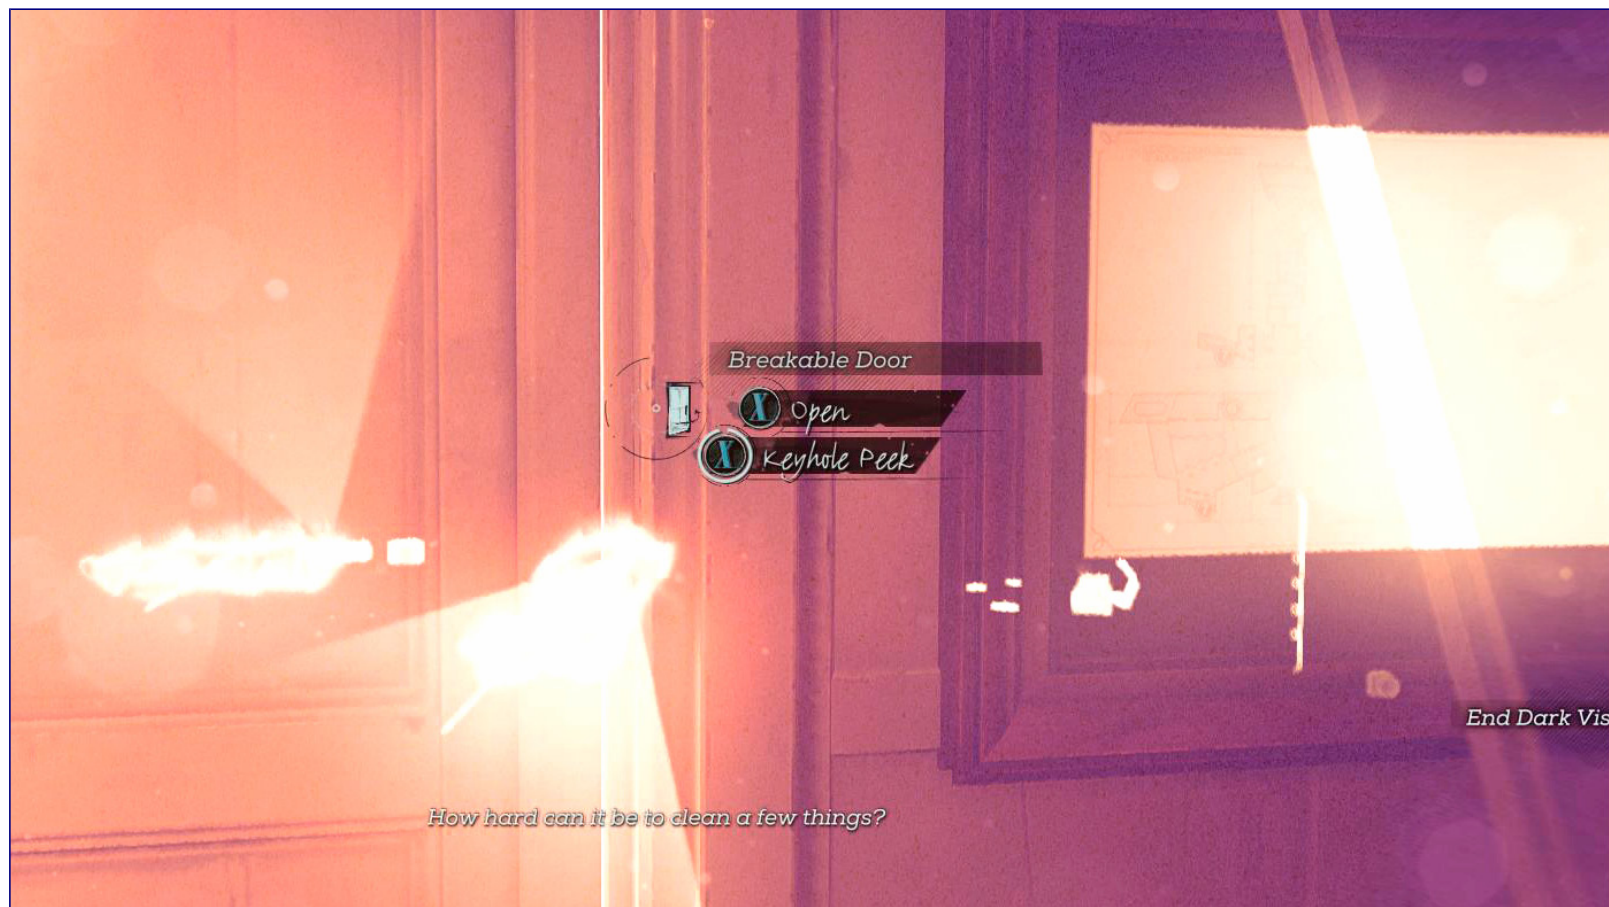 Breakable Door
X Open
X Keyhole Peek
End Dark Vis
How hard can it be to clean a few things?